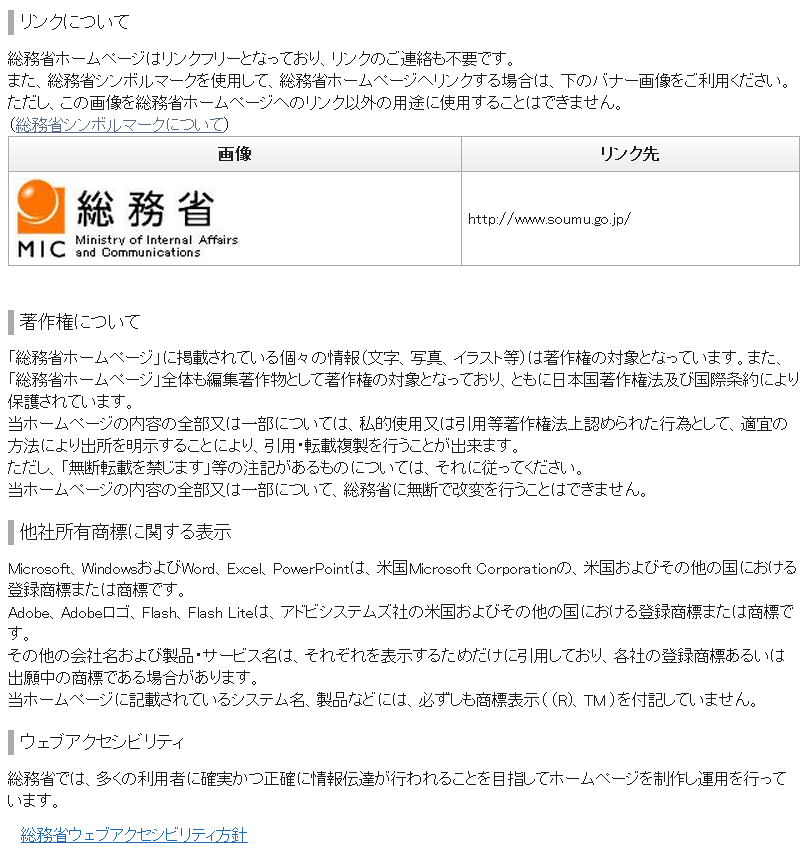 リンクについて
総務省ホームページはリンクフリーとなっており、リンクのご連絡も不要です。
また、総務省シンボルマークを使用して、総務省ホームページへリンクする場合は、下のバナー画像をご利用ください。
ただし、この画像を総務省ホームページへのリンク以外の用途に使用することはできません。
（総務省シンボルマークについて）
画像 リンク先
総務省
MIC Ministry of Internal Affairs
and Communications
http://www.soumu.go.jp/
著作権について
「総務省ホームページ」に掲載されている個々の情報（文字、写真、イラスト等）は著作権の対象となっています。また、
「総務省ホームページ」全体も編集著作物として著作権の対象となっており、ともに日本国著作権法及び国際条約により
保護されています。
当ホームページの内容の全部又は一部については、私的使用又は引用等著作権法上認められた行為として、適宜の
方法により出所を明示することにより、引用・転載複製を行うことが出来ます。
ただし、「無断転載を禁じます」等の注記があるものについては、それに従ってください。
当ホームページの内容の全部又は一部について、総務省に無断で改変を行うことはできません。
他社所有商標に関する表示
Microsoft、WindowsおよびWord、Excel、PowerPointは、米国Microsoft Corporationの、米国およびその他の国における
登録商標または商標です。
Adobe、Adobeロゴ、Flash、Flash Liteは、アドビシステムズ社の米国およびその他の国における登録商標または商標で
す。
その他の会社名および製品・サービス名は、それぞれを表示するためだけに引用しており、各社の登録商標あるいは
出願中の商標である場合があります。
当ホームページに記載されているシステム名、製品などには、必ずしも商標表示（(R)、TM）を付記していません。
ウェブアクセシビリティ
総務省では、多くの利用者に確実かつ正確に情報伝達が行われることを目指してホームページを制作し運用を行って
います。
総務省ウェブアクセシビリティ方針